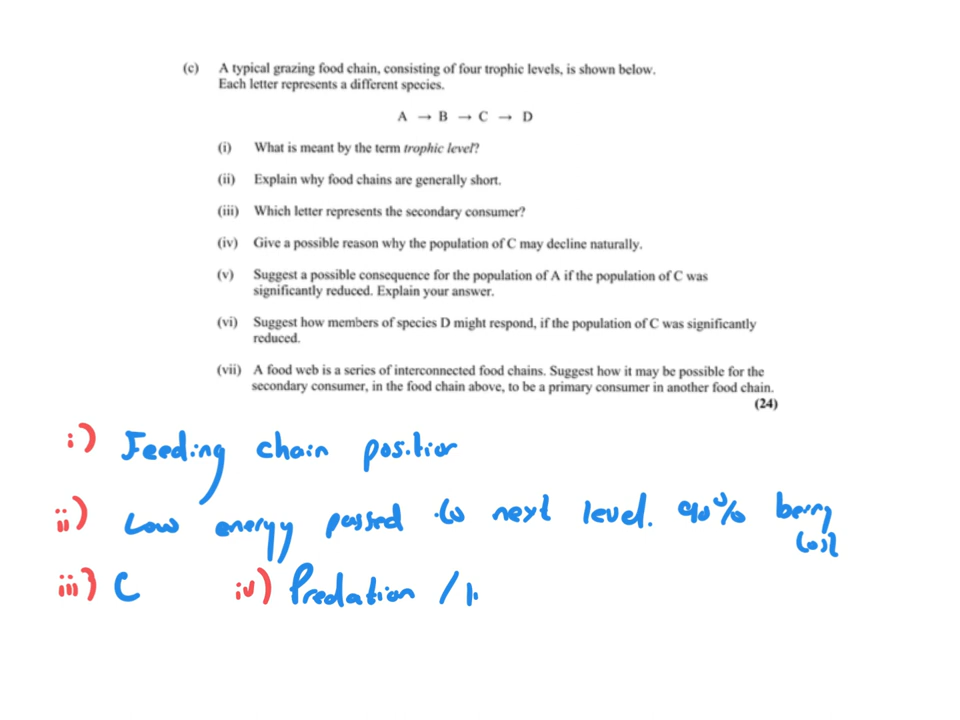 (c) A typical grazing food chain, consisting of four trophic levels, is shown below.
Each letter represents a different species.
A → B → C → D
(i) What is meant by the term trophic level?
(ii) Explain why food chains are generally short.
(iii) Which letter represents the secondary consumer?
(iv) Give a possible reason why the population of C may decline naturally.
(v) Suggest a possible consequence for the population of A if the population of C was
significantly reduced. Explain your answer.
(vi) Suggest how members of species D might respond, if the population of C was significantly
reduced.
(vii) A food web is a series of interconnected food chains. Suggest how it may be possible for the
secondary consumer, in the food chain above, to be a primary consumer in another food chain.
(24)
i) Feeding chain position
ii) Low energy passed to next level. 90% being
lost
iii) C iv) Predation /